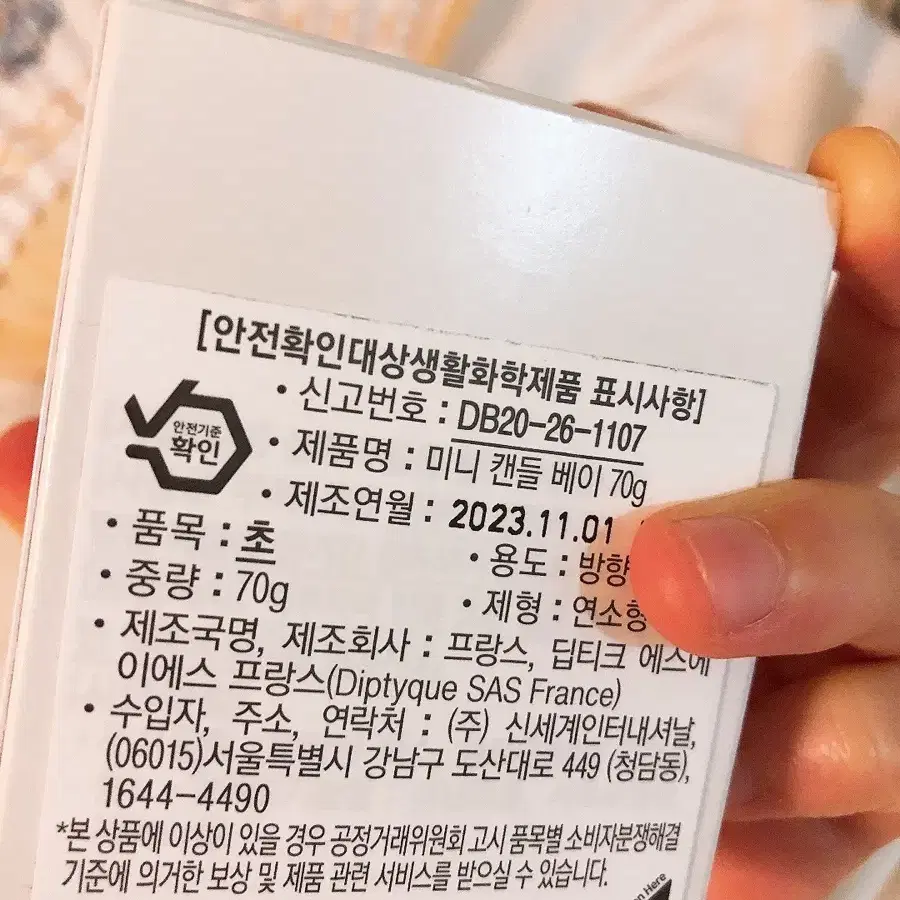 [안전확인대상생활화학제품 표시사항]
안전기준
확인
• 신고번호 : DB20-26-1107
• 제품명 : 미니 캔들 베이 70g
• 제조연월 : 2023.11.01
• 품목 : 초
• 용도 : 방향
• 중량 : 70g
• 제형 : 연소형
• 제조국명, 제조회사 : 프랑스, 딥티크 에스에
이에스 프랑스(Diptyque SAS France)
• 수입자, 주소, 연락처 : (주) 신세계인터내셔날,
(06015)서울특별시 강남구 도산대로 449 (청담동),
1644-4490
*본 상품에 이상이 있을 경우 공정거래위원회 고시 품목별 소비자분쟁해결
기준에 의거한 보상 및 제품 관련 서비스를 받으실 수 있습니다.
Here